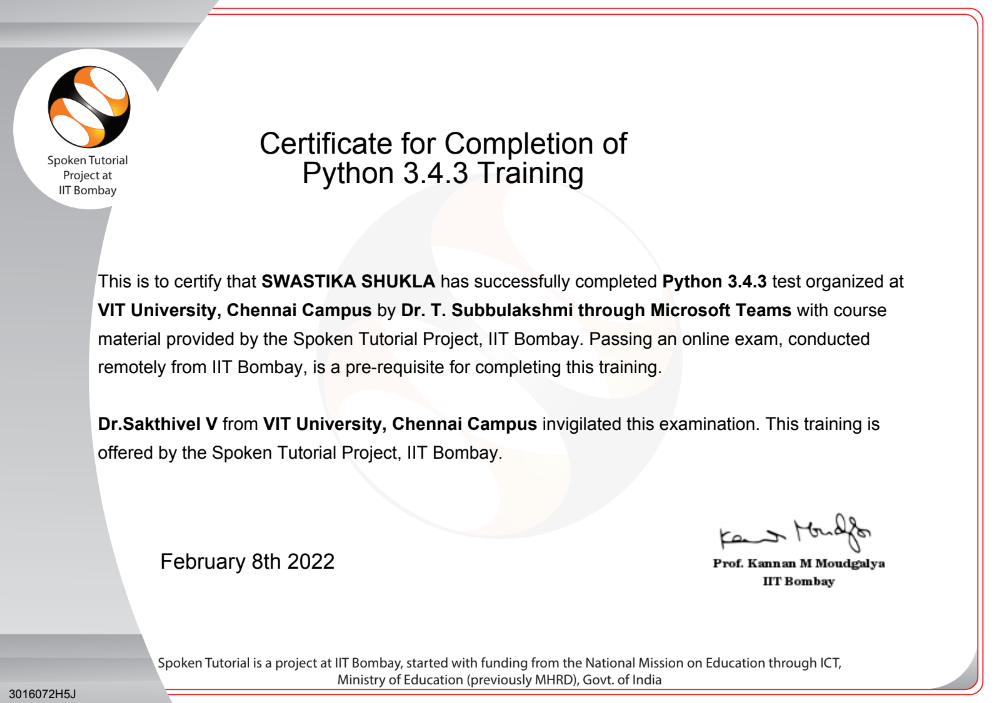 Spoken Tutorial
Project at
IIT Bombay
Certificate for Completion of
Python 3.4.3 Training
This is to certify that SWASTIKA SHUKLA has successfully completed Python 3.4.3 test organized at
VIT University, Chennai Campus by Dr. T. Subbulakshmi through Microsoft Teams with course
material provided by the Spoken Tutorial Project, IIT Bombay. Passing an online exam, conducted
remotely from IIT Bombay, is a pre-requisite for completing this training.
Dr.Sakthivel V from VIT University, Chennai Campus invigilated this examination. This training is
offered by the Spoken Tutorial Project, IIT Bombay.
February 8th 2022
Prof. Kannan M Moudgalya
IIT Bombay
Spoken Tutorial is a project at IIT Bombay, started with funding from the National Mission on Education through ICT,
Ministry of Education (previously MHRD), Govt. of India
3016072H5J